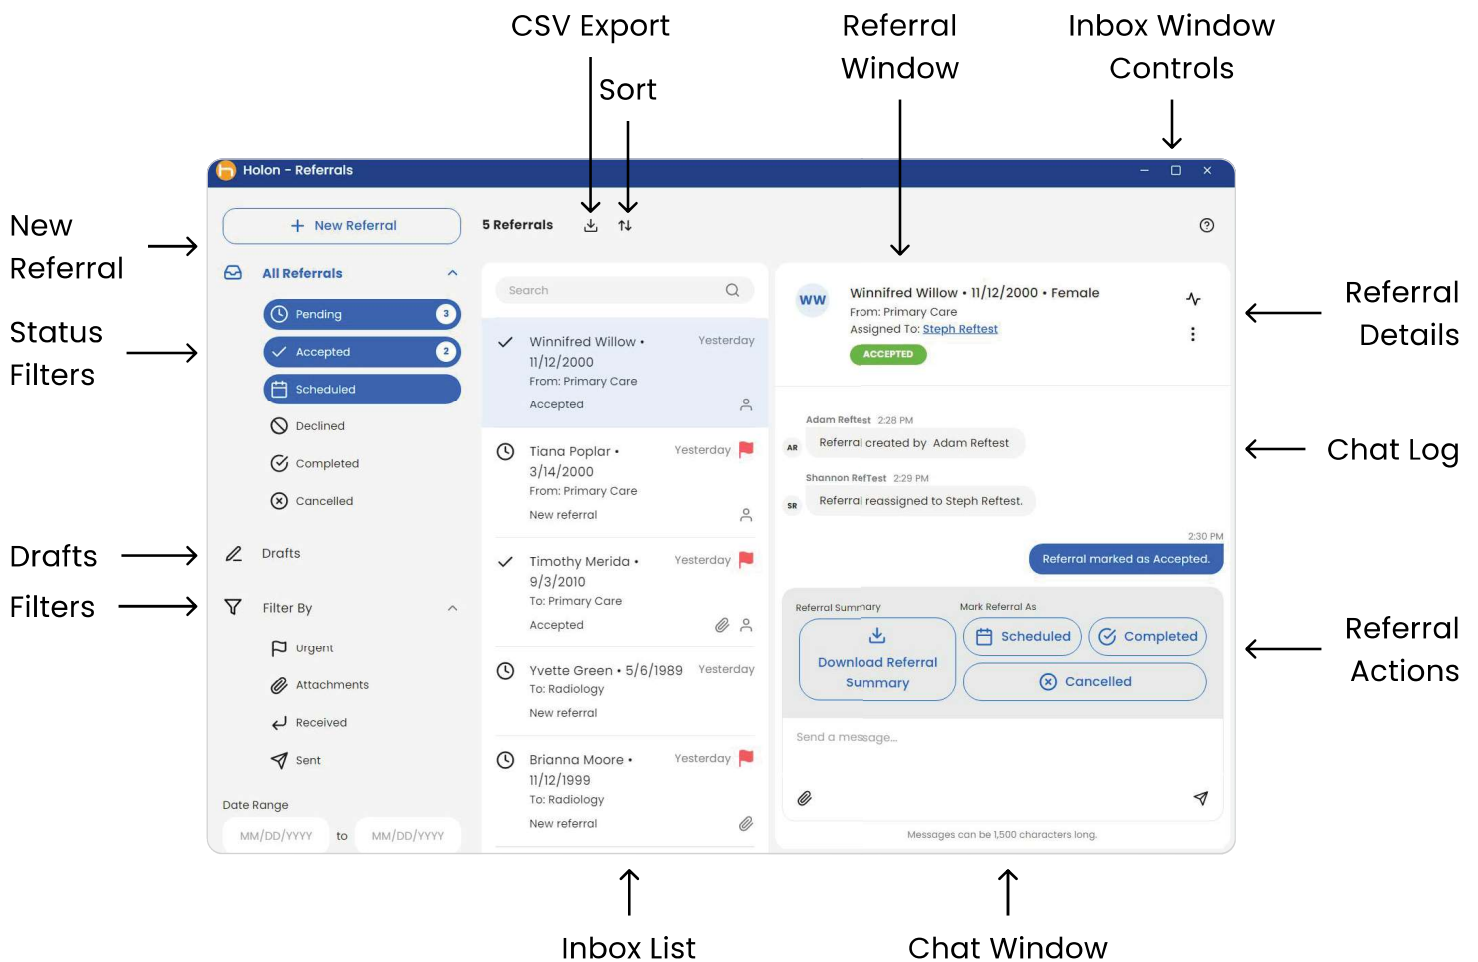 CSV Export
Sort
Referral
Window
Inbox Window
Controls
Holon - Referrals
New
Referral
Status
Filters
Drafts
Filters
+ New Referral
All Referrals
Pending 3
Accepted 2
Scheduled
Declined
Completed
Cancelled
Drafts
Filter By
Urgent
Attachments
Received
Sent
Date Range
MM/DD/YYYY to MM/DD/YYYY
5 Referrals
Search
Winnifred Willow • Yesterday
11/12/2000
From: Primary Care
Accepted
Tiana Poplar • Yesterday
3/14/2000
From: Primary Care
New referral
Timothy Merida • Yesterday
9/3/2010
To: Primary Care
Accepted
Yvette Green • 5/6/1989 Yesterday
To: Radiology
New referral
Brianna Moore • Yesterday
11/12/1999
To: Radiology
New referral
WW
Winnifred Willow • 11/12/2000 • Female
From: Primary Care
Assigned To: Steph Reftest
ACCEPTED
Adam Reftest 2:28 PM
AR Referral created by Adam Reftest
Shannon RefTest 2:29 PM
SR Referral reassigned to Steph Reftest.
2:30 PM
Referral marked as Accepted.
Referral Summary
Download Referral
Summary
Mark Referral As
Scheduled
Completed
Cancelled
Send a message...
Messages can be 1,500 characters long.
Referral
Details
Chat Log
Referral
Actions
Inbox List
Chat Window